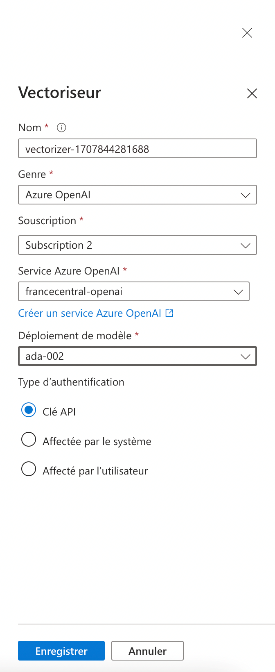 Vectoriseur
Nom *
vectorizer-1707844281688
Genre *
Azure OpenAI
Souscription *
Subscription 2
Service Azure OpenAI *
francecentral-openai
Créer un service Azure OpenAI
Déploiement de modèle *
ada-002
Type d'authentification
Clé API
Affectée par le système
Affecté par l'utilisateur
Enregistrer Annuler